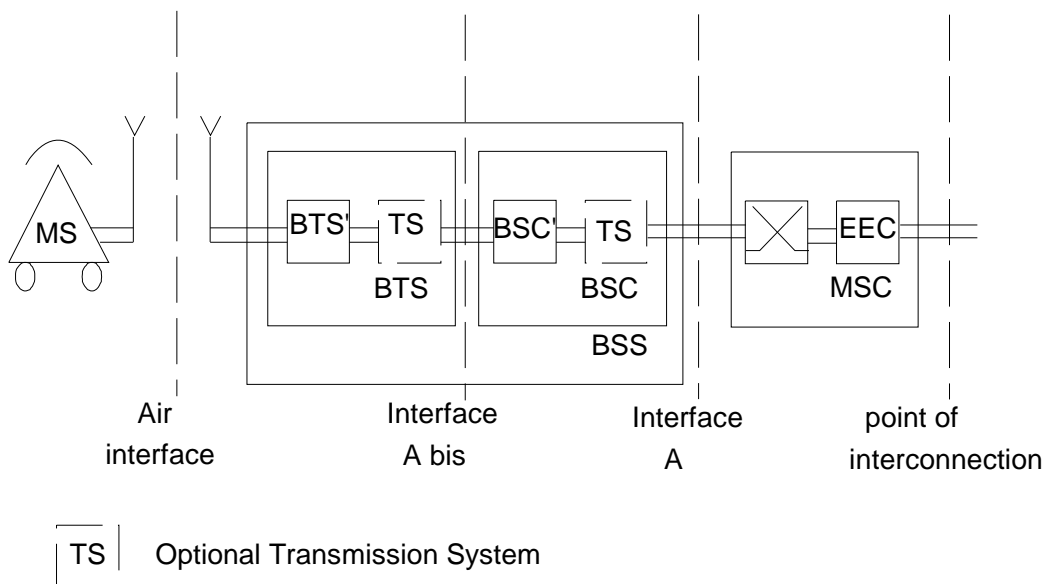 MS
BTS'
TS
BSC'
TS
EEC
BTS
BSC
MSC
BSS
Air
interface
Interface
A bis
Interface
A
point of
interconnection
TS
Optional Transmission System